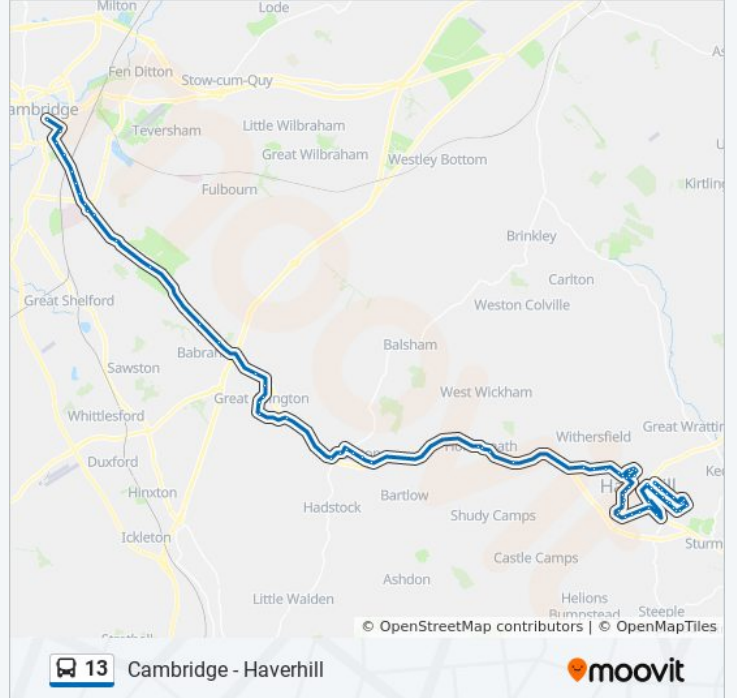 Milton
Lode
Fen Ditton
Stow-cum-Quy
ambridge
Teversham
Little Wilbraham
Great Wilbraham
Westley Bottom
Fulbourn
Kirtling
Brinkley
Carlton
Great Shelford
Weston Colville
Balsham
Babra
Sawston
West Wickham
Great
ington
Whittlesford
Withersfield
Great Wratti
Duxford
Hinxton
Bartlow
Hadstock
Shudy Camps
Ickleton
Sturm
Castle Camps
Ashdon
Little Walden
Helions
Bumpstead
Steeple
© OpenStreetMap contributors | © OpenMapTiles
13 Cambridge - Haverhill
moovit